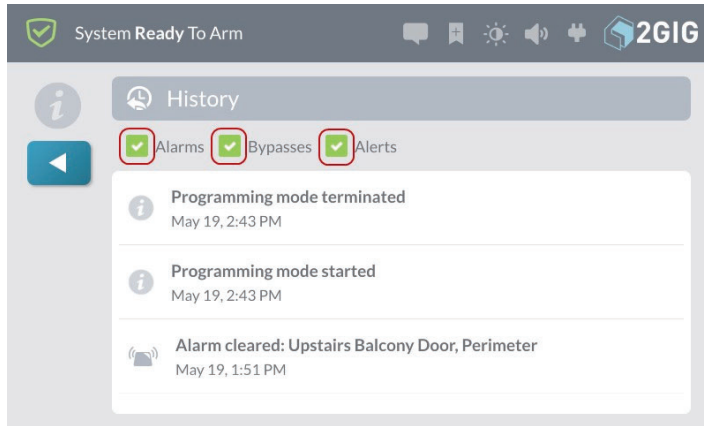 System Ready To Arm
2GIG
History
Alarms Bypasses Alerts
Programming mode terminated
May 19, 2:43 PM
Programming mode started
May 19, 2:43 PM
Alarm cleared: Upstairs Balcony Door, Perimeter
May 19, 1:51 PM